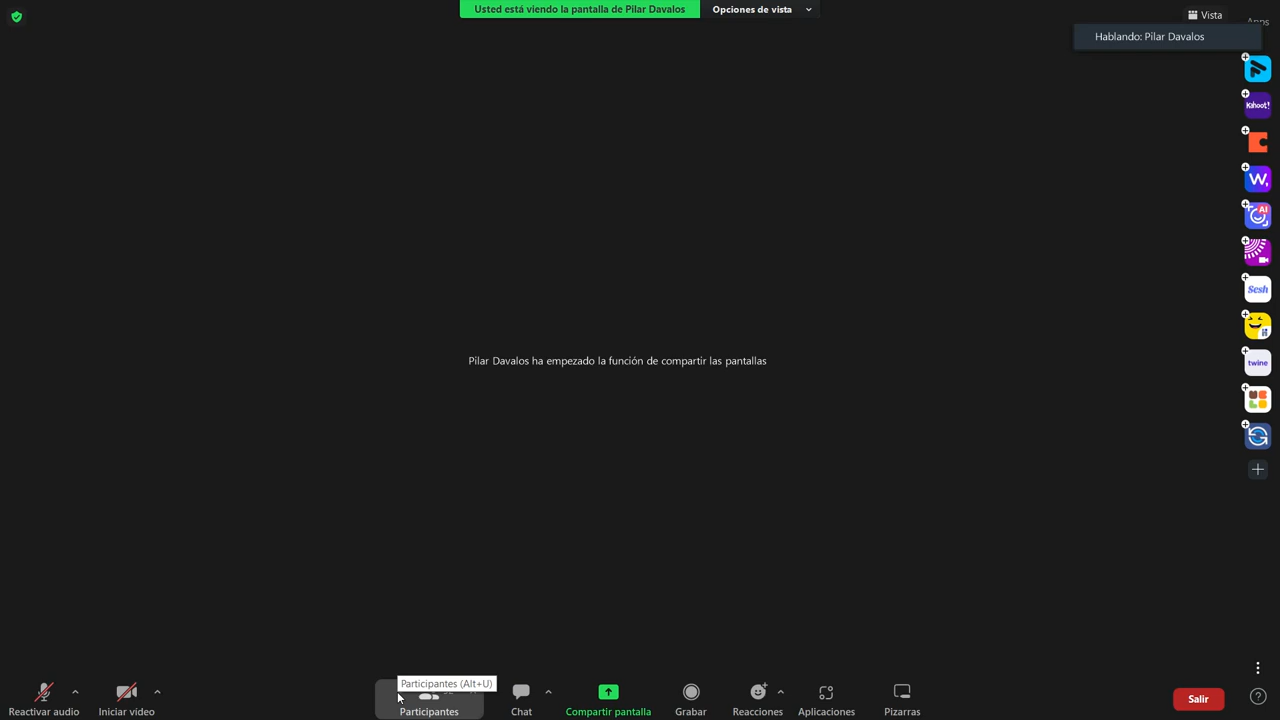 Usted está viendo la pantalla de Pilar Davalos
Opciones de vista
Vista
Apps
Hablando: Pilar Davalos
Kahoot!
W,
AI
Sesh
twine
Pilar Davalos ha empezado la función de compartir las pantallas
Participantes (Alt+U)
Reactivar audio
Iniciar video
Participantes
Chat
Compartir pantalla
Grabar
Reacciones
Aplicaciones
Pizarras
Salir